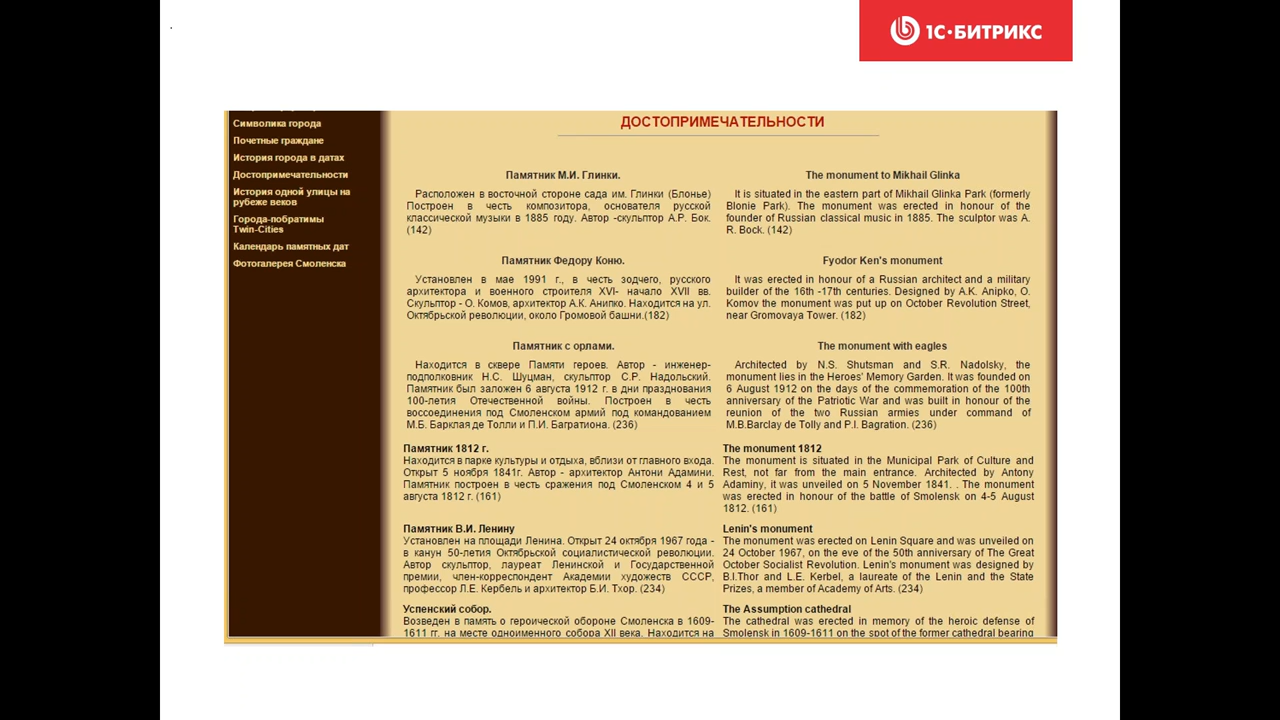 1С·БИТРИКС
Символика города
Почетные граждане
История города в датах
Достопримечательности
История одной улицы на
рубеже веков
Города-побратимы
Twin-Cities
Календарь памятных дат
Фотогалерея Смоленска
ДОСТОПРИМЕЧАТЕЛЬНОСТИ
Памятник М.И. Глинки.
Расположен в восточной стороне сада им. Глинки (Блонье)
Построен в честь композитора, основателя русской
классической музыки в 1885 году. Автор -скульптор А.Р. Бок.
(142)
The monument to Mikhail Glinka
It is situated in the eastern part of Mikhail Glinka Park (formerly
Blonie Park). The monument was erected in honour of the
founder of Russian classical music in 1885. The sculptor was A.
R. Bock. (142)
Памятник Федору Коню.
Установлен в мае 1991 г., в честь зодчего, русского
архитектора и военного строителя XVI- начало XVII вв.
Скульптор - О. Комов, архитектор А.К. Анипко. Находится на ул.
Октябрьской революции, около Громовой башни.(182)
Fyodor Ken's monument
It was erected in honour of a Russian architect and a military
builder of the 16th -17th centuries. Designed by A.K. Anipko, O.
Komov the monument was put up on October Revolution Street,
near Gromovaya Tower. (182)
Памятник с орлами.
Находится в сквере Памяти героев. Автор - инженер-
подполковник Н.С. Шуцман, скульптор С.Р. Надольский.
Памятник был заложен 6 августа 1912 г. в дни празднования
100-летия Отечественной войны. Построен в честь
воссоединения под Смоленском армий под командованием
М.Б. Барклая де Толли и П.И. Багратиона. (236)
The monument with eagles
Architected by N.S. Shutsman and S.R. Nadolsky, the
monument lies in the Heroes' Memory Garden. It was founded on
6 August 1912 on the days of the commemoration of the 100th
anniversary of the Patriotic War and was built in honour of the
reunion of the two Russian armies under command of
M.B.Barclay de Tolly and P.I. Bagration. (236)
Памятник 1812 г.
Находится в парке культуры и отдыха, вблизи от главного входа.
Открыт 5 ноября 1841г. Автор - архитектор Антони Адамини.
Памятник построен в честь сражения под Смоленском 4 и 5
августа 1812 г. (161)
The monument 1812
The monument is situated in the Municipal Park of Culture and
Rest, not far from the main entrance. Architected by Antony
Adaminy, it was unveiled on 5 November 1841. . The monument
was erected in honour of the battle of Smolensk on 4-5 August
1812. (161)
Памятник В.И. Ленину
Установлен на площади Ленина. Открыт 24 октября 1967 года -
в канун 50-летия Октябрьской социалистической революции.
Автор скульптор, лауреат Ленинской и Государственной
премии, член-корреспондент Академии художеств СССР,
профессор Л.Е. Кербель и архитектор Б.И. Тхор. (234)
Lenin's monument
The monument was erected on Lenin Square and was unveiled on
24 October 1967, on the eve of the 50th anniversary of The Great
October Socialist Revolution. Lenin's monument was designed by
B.I.Thor and L.E. Kerbel, a laureate of the Lenin and the State
Prizes, a member of Academy of Arts. (234)
Успенский собор.
Возведен в память о героической обороне Смоленска в 1609-
1611 гг. на месте одноименного собора XII века. Находится на
The Assumption cathedral
The cathedral was erected in memory of the heroic defense of
Smolensk in 1609-1611 on the spot of the former cathedral bearing